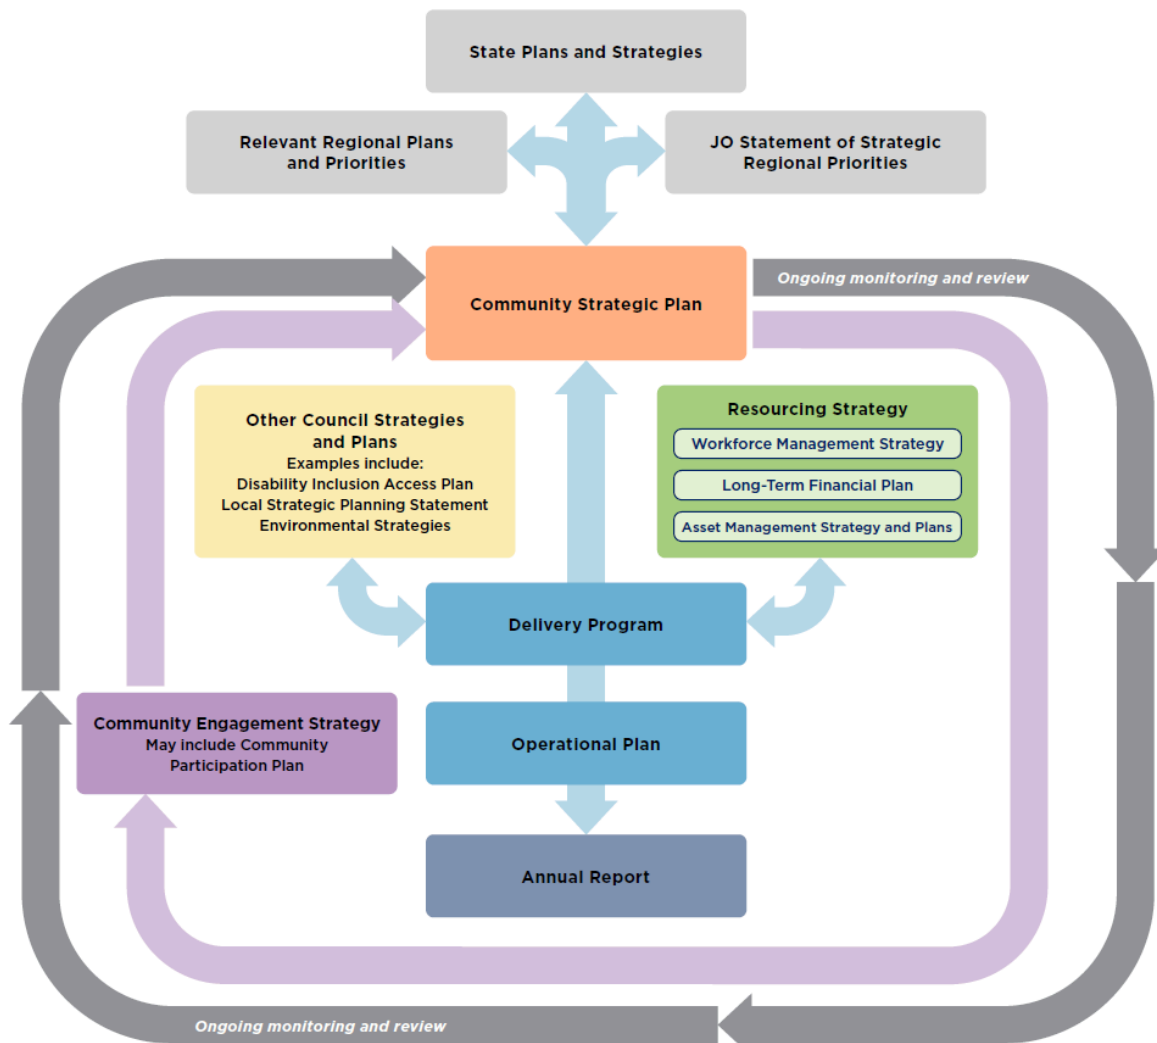 State Plans and Strategies
Relevant Regional Plans
and Priorities
JO Statement of Strategic
Regional Priorities
Community Strategic Plan
Ongoing monitoring and review
Other Council Strategies
and Plans
Examples include:
Disability Inclusion Access Plan
Local Strategic Planning Statement
Environmental Strategies
Resourcing Strategy
Workforce Management Strategy
Long-Term Financial Plan
Asset Management Strategy and Plans
Delivery Program
Community Engagement Strategy
May include Community
Participation Plan
Operational Plan
Annual Report
Ongoing monitoring and review